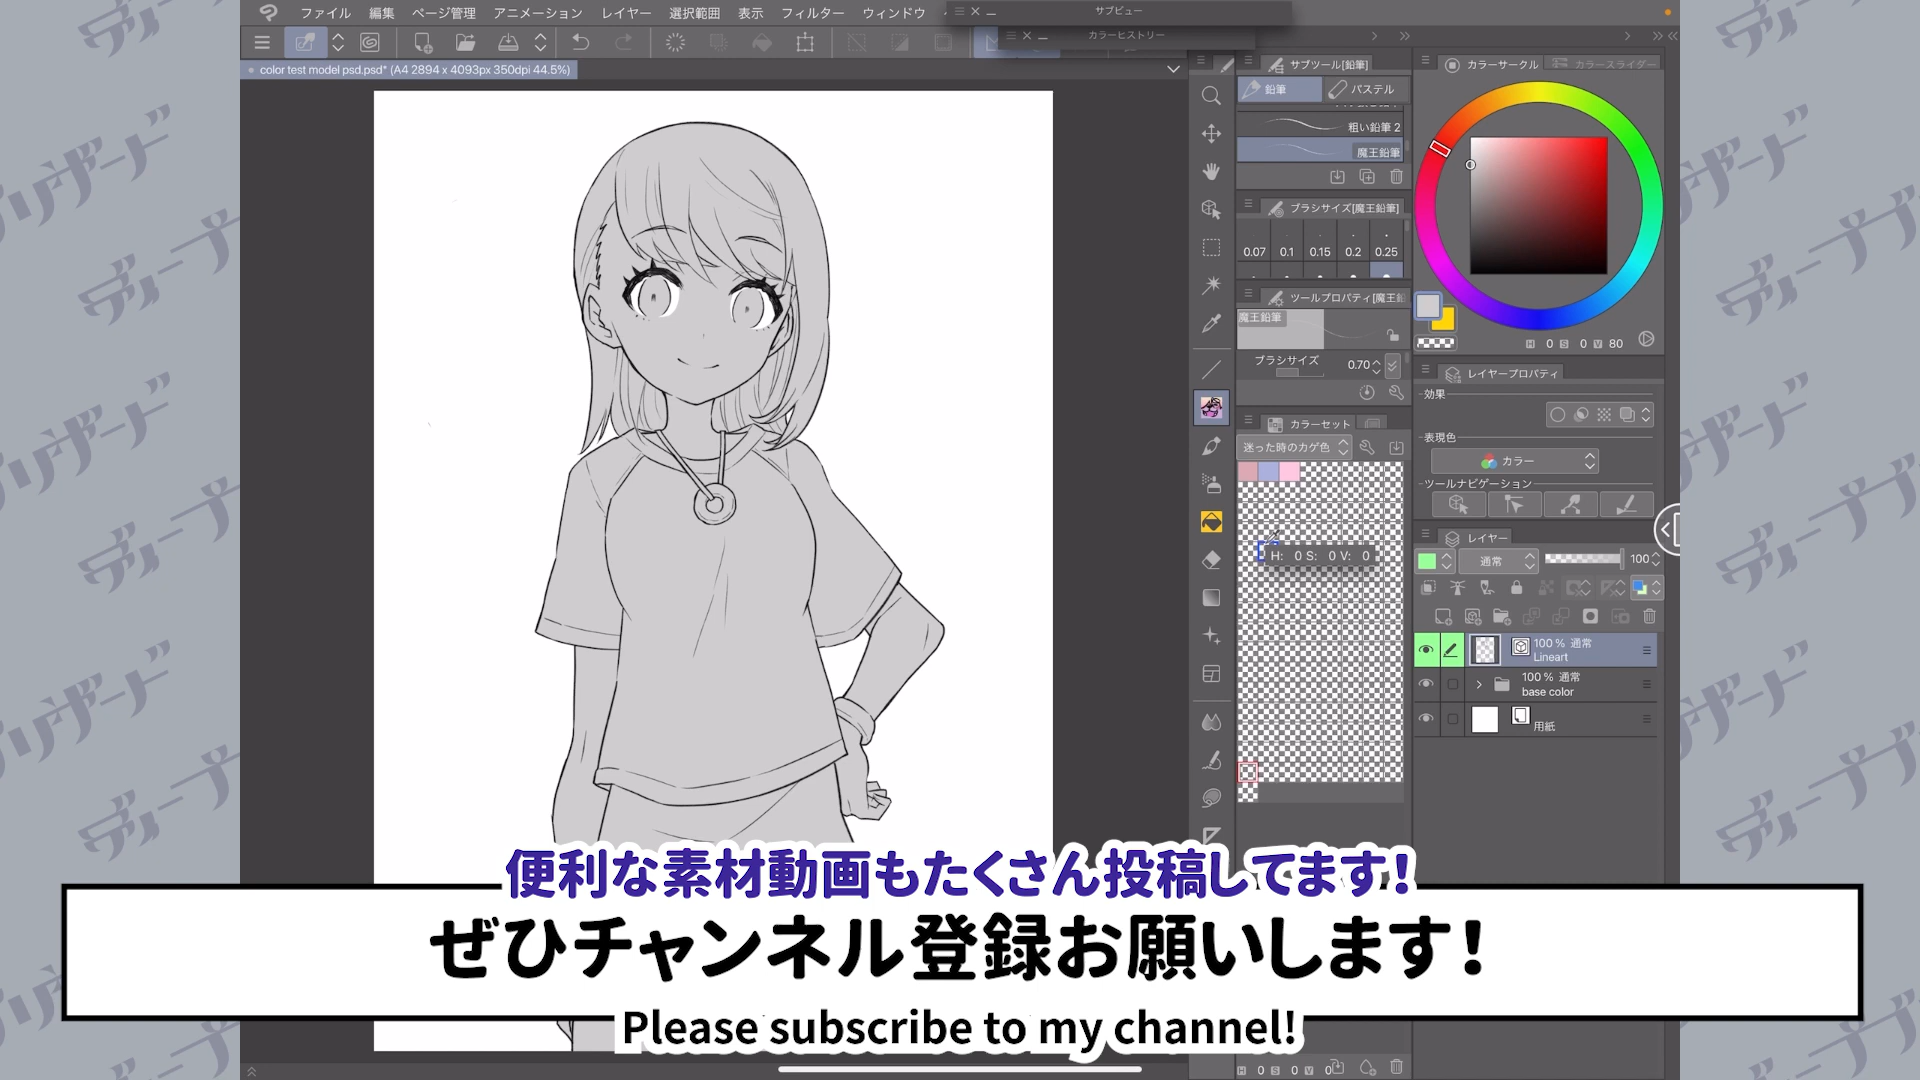 ファイル 編集 ページ管理 アニメーション レイヤー 選択範囲 表示 フィルター ウィンドウ
サブビュー
カラーヒストリー
color test model psd.psd* (A4 2894 x 4093px 350dpi 44.5%)
サブツール[鉛筆]
鉛筆 パステル
粗い鉛筆 2
魔王鉛筆
ブラシサイズ[魔王鉛筆]
0.07 0.1 0.15 0.2 0.25
ツールプロパティ[魔王鉛
魔王鉛筆
ブラシサイズ 0.70
カラーセット
迷った時のカゲ色
H: 0 S: 0 V: 0
カラーサークル カラースライダー
H 0 S 0 V 80
レイヤープロパティ
効果
表現色
カラー
ツールナビゲーション
レイヤー
通常 100
100 % 通常
Lineart
100 % 通常
base color
用紙
便利な素材動画もたくさん投稿してます!
ぜひチャンネル登録お願いします!
Please subscribe to my channel!
H 0 S 0 V 0